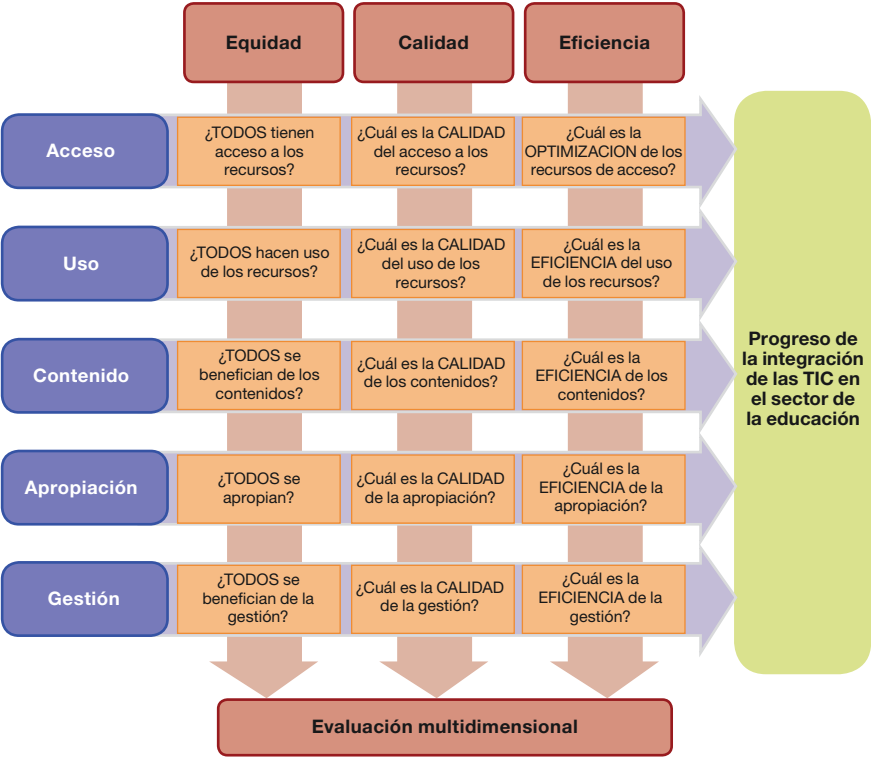 Equidad
Calidad
Eficiencia
Acceso
¿TODOS tienen
acceso a los
recursos?
¿Cuál es la CALIDAD
del acceso a los
recursos?
¿Cuál es la
OPTIMIZACION de los
recursos de acceso?
Uso
¿TODOS hacen uso
de los recursos?
¿Cuál es la CALIDAD
del uso de los
recursos?
¿Cuál es la
EFICIENCIA del uso
de los recursos?
Contenido
¿TODOS se
benefician de los
contenidos?
¿Cuál es la CALIDAD
de los contenidos?
¿Cuál es la
EFICIENCIA de los
contenidos?
Apropiación
¿TODOS se
apropian?
¿Cuál es la CALIDAD
de la apropiación?
¿Cuál es la
EFICIENCIA de la
apropiación?
Gestión
¿TODOS se
benefician de la
gestión?
¿Cuál es la CALIDAD
de la gestión?
¿Cuál es la
EFICIENCIA de la
gestión?
Progreso de
la integración
de las TIC en
el sector de
la educación
Evaluación multidimensional